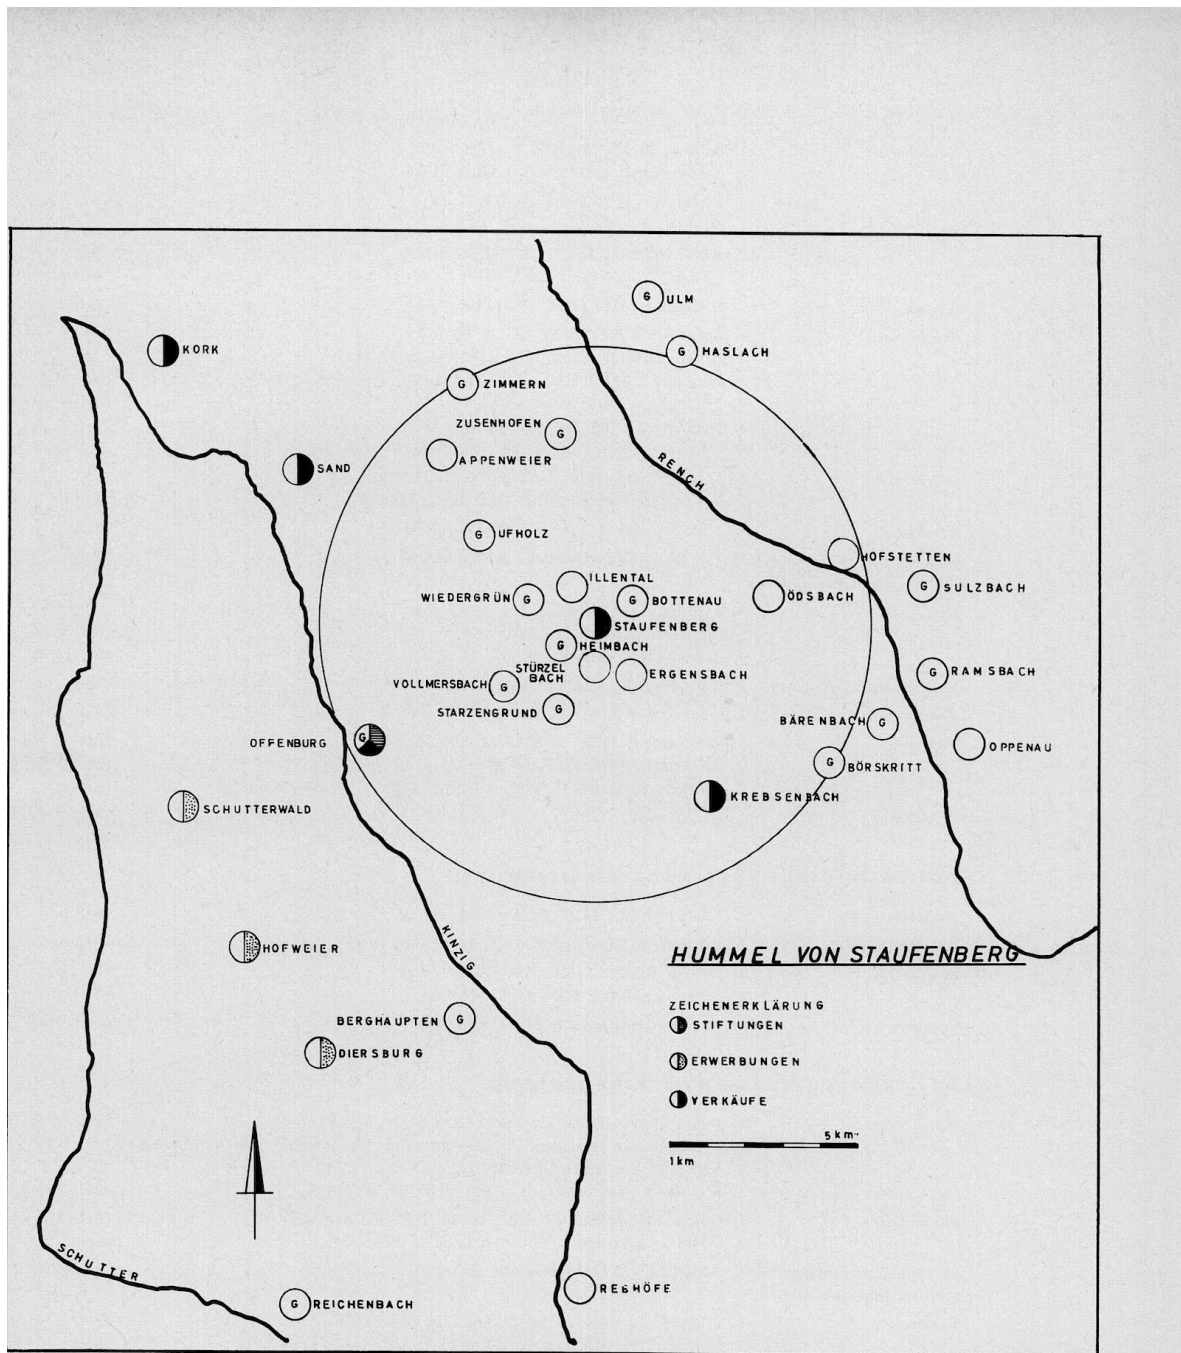 G ULM
KORK
G HASLACH
G ZIMMERN
ZUSENHOFEN G
APPENWEIER
SAND
RENCH
G UFHOLZ
HOFSTETTEN
ILLENTAL
G SULZBACH
WIEDERGRÜN G
G BOTTENAU
ÖDSBACH
STAUFENBERG
G HEIMBACH
STÜRZEL
BACH
ERGENSBACH
G RAMSBACH
VOLLMERSBACH G
STARZENGRUND G
BÄRENBACH G
OFFENBURG G
OPPENAU
G BÖRSKRITT
KREBSENBACH
SCHUTTERWALD
KINZIG
HOFWEIER
HUMMEL VON STAUFENBERG
ZEICHENERKLÄRUNG
STIFTUNGEN
BERGHAUPTEN G
DIERSBURG
ERWERBUNGEN
VERKÄUFE
5 km
1 km
SCHUTTER
REBHÖFE
G REICHENBACH